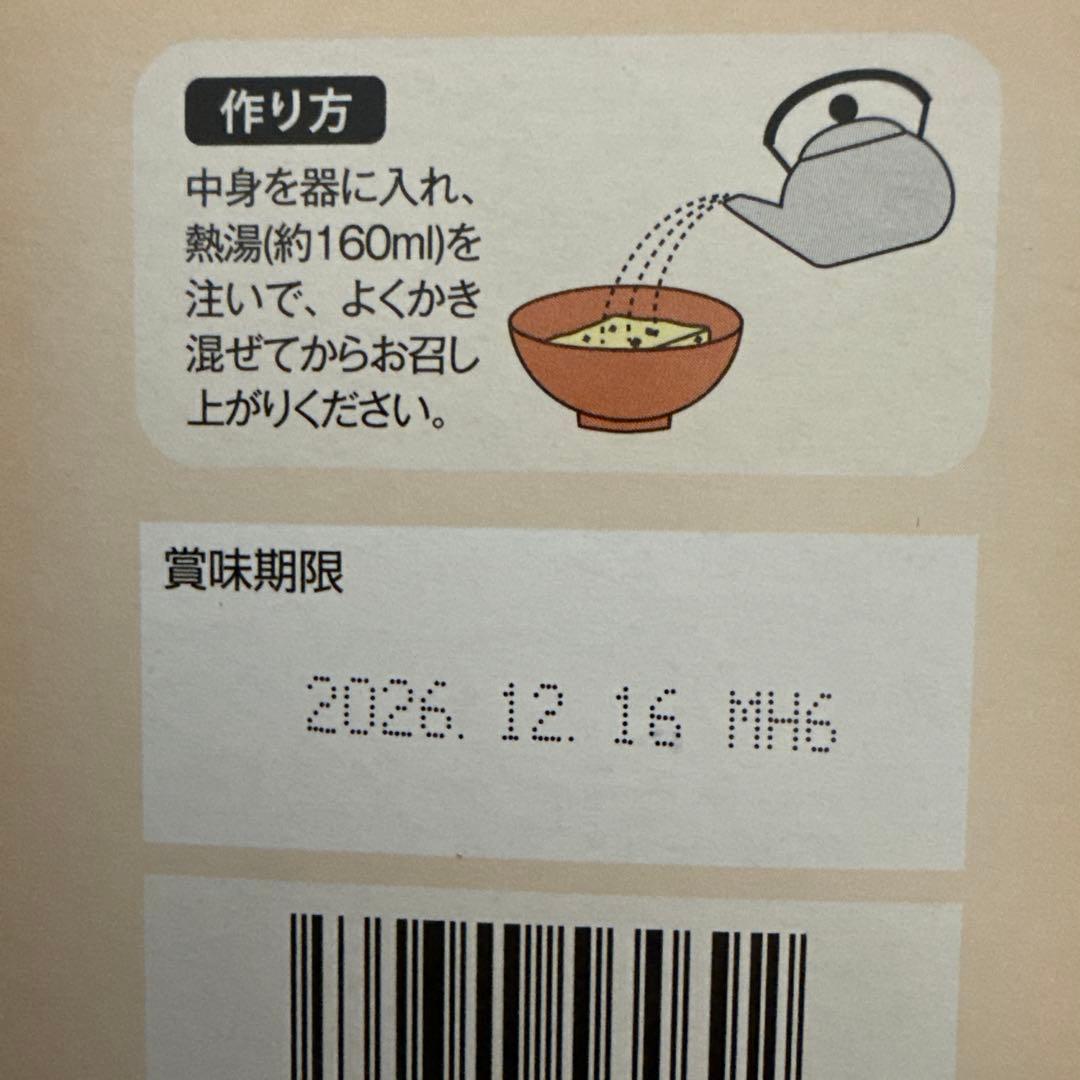 作り方
中身を器に入れ、
熱湯(約160ml)を
注いで、よくかき
混ぜてからお召し
上がりください。
賞味期限
2026. 12. 16 MH6